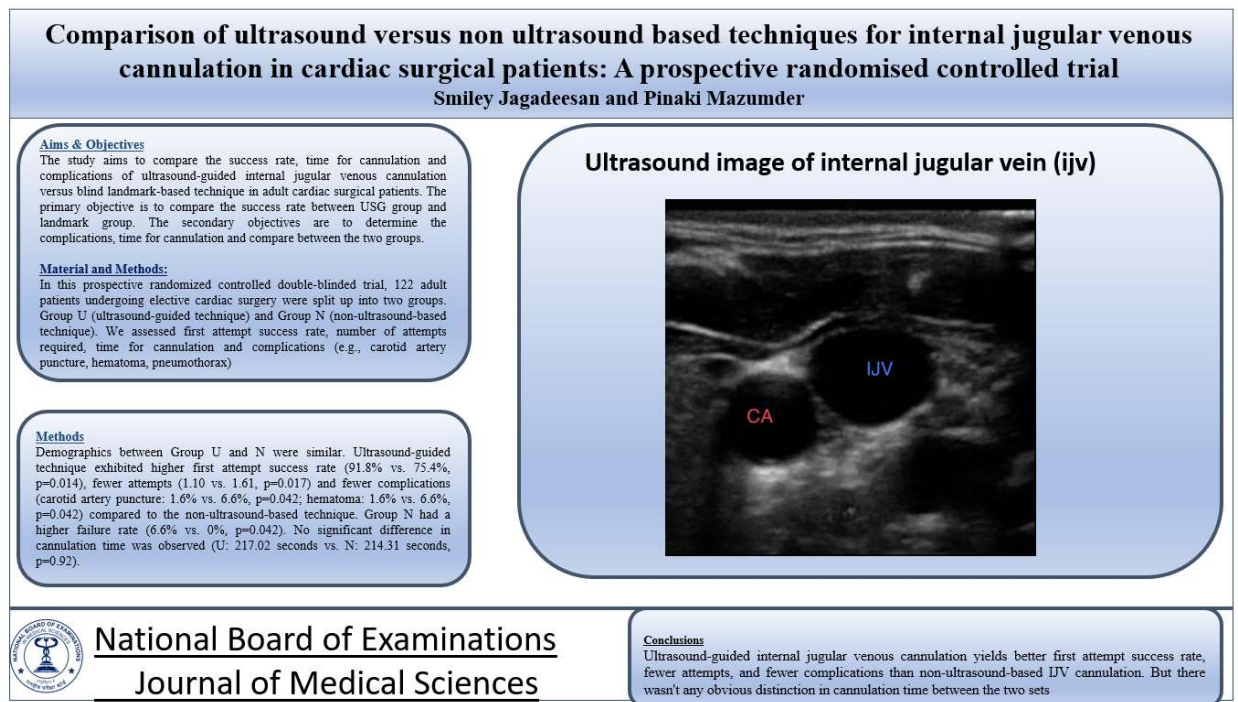 Comparison of ultrasound versus non ultrasound based techniques for internal jugular venous
cannulation in cardiac surgical patients: A prospective randomised controlled trial
Smiley Jagadeesan and Pinaki Mazumder
Aims & Objectives
The study aims to compare the success rate, time for cannulation and
complications of ultrasound-guided internal jugular venous cannulation
versus blind landmark-based technique in adult cardiac surgical patients. The
primary objective is to compare the success rate between USG group and
landmark group. The secondary objectives are to determine the
complications, time for cannulation and compare between the two groups.
Material and Methods:
In this prospective randomized controlled double-blinded trial, 122 adult
patients undergoing elective cardiac surgery were split up into two groups.
Group U (ultrasound-guided technique) and Group N (non-ultrasound-based
technique). We assessed first attempt success rate, number of attempts
required, time for cannulation and complications (e.g., carotid artery
puncture, hematoma, pneumothorax)
Methods
Demographics between Group U and N were similar. Ultrasound-guided
technique exhibited higher first attempt success rate (91.8% vs. 75.4%,
p=0.014), fewer attempts (1.10 vs. 1.61, p=0.017) and fewer complications
(carotid artery puncture: 1.6% vs. 6.6%, p=0.042; hematoma: 1.6% vs. 6.6%,
p=0.042) compared to the non-ultrasound-based technique. Group N had a
higher failure rate (6.6% vs. 0%, p=0.042). No significant difference in
cannulation time was observed (U: 217.02 seconds vs. N: 214.31 seconds,
p=0.92).
Ultrasound image of internal jugular vein (ijv)
IJV
CA
NATIONAL BOARD OF EXAMINATIONS
IN MEDICAL SCIENCES
National Board of Examinations
Journal of Medical Sciences
Conclusions
Ultrasound-guided internal jugular venous cannulation yields better first attempt success rate,
fewer attempts, and fewer complications than non-ultrasound-based IJV cannulation. But there
wasn't any obvious distinction in cannulation time between the two sets